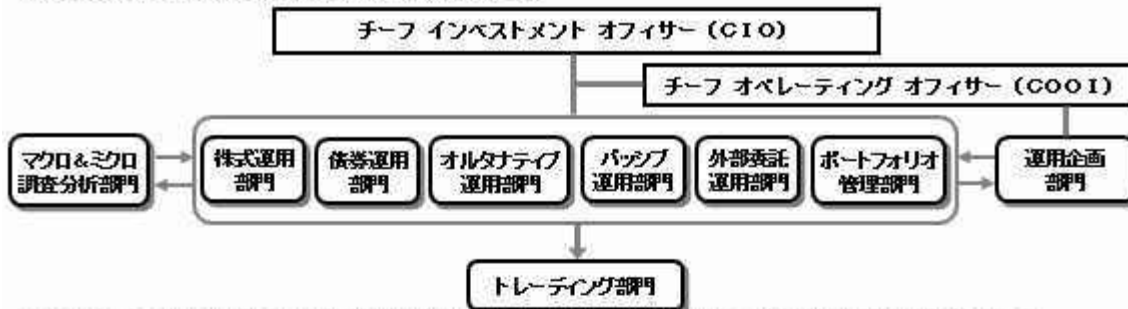 チーフ インベストメント オフィサー (CIO)
チーフ オペレーティング オフィサー (COOI)
マクロ&ミクロ
調査分析部門
株式運用
部門
債券運用
部門
オルタナティブ
運用部門
パッシブ
運用部門
外部委託
運用部門
ポートフォリオ
管理部門
運用企画
部門
トレーディング部門